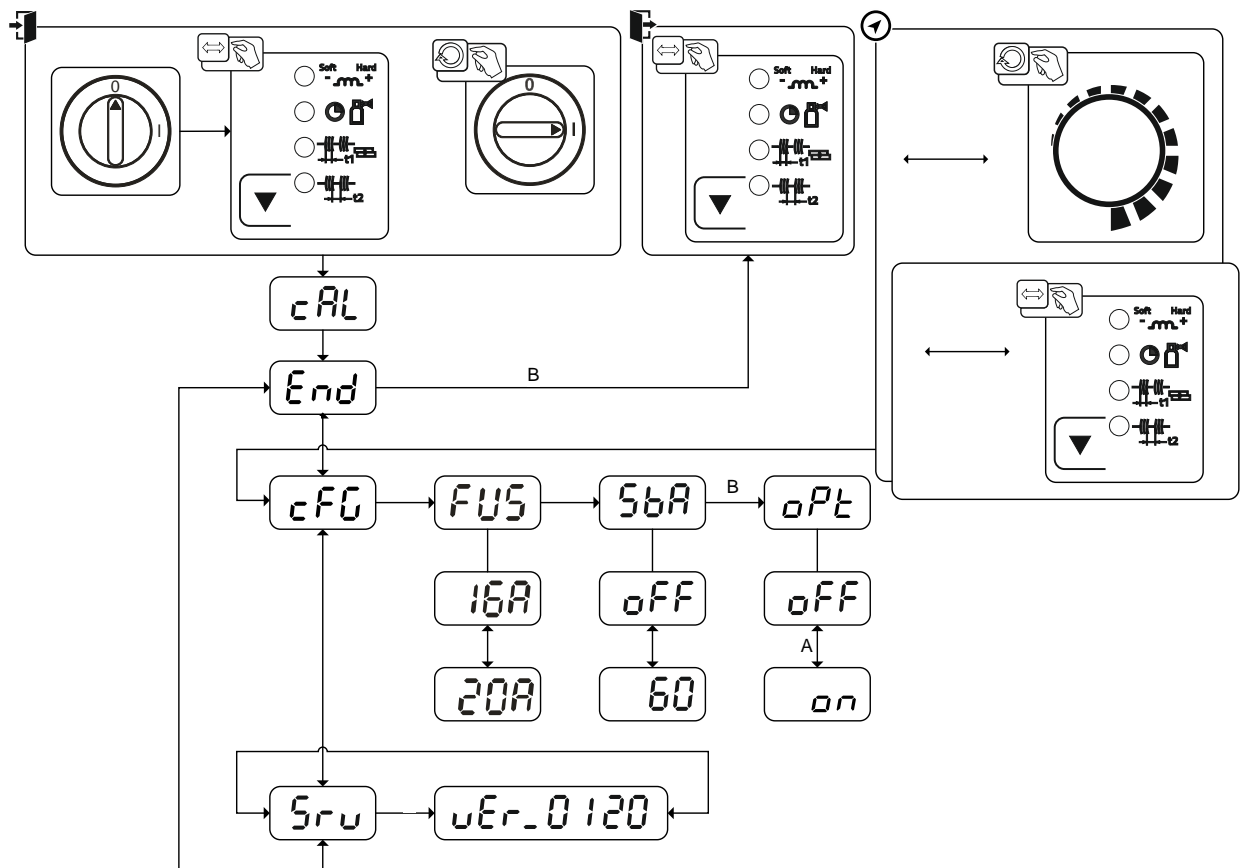 0
I
Soft Hard
- +
t1
t2
0
I
Soft Hard
- +
t1
t2
Soft Hard
- +
t1
t2
cAL
End
B
cFG
FUS
SbA
B
oPt
16A
oFF
oFF
A
20A
60
on
Srv
vEr_0120